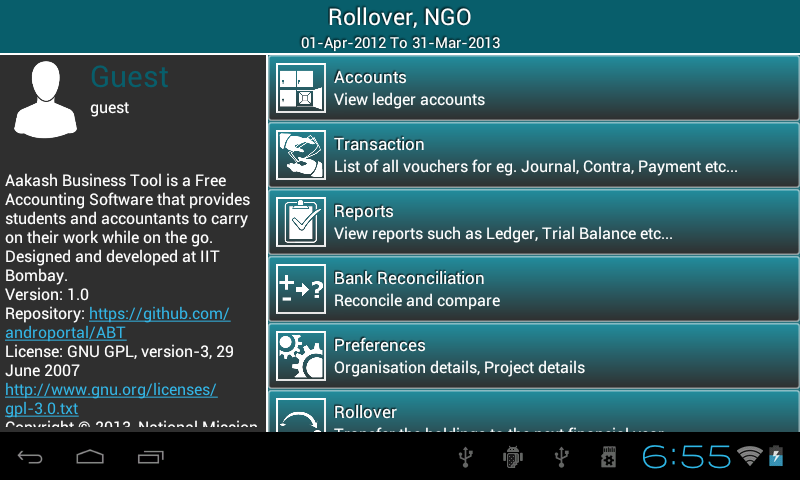 Rollover, NGO
01-Apr-2012 To 31-Mar-2013
Guest
guest
Aakash Business Tool is a Free
Accounting Software that provides
students and accountants to carry
on their work while on the go.
Designed and developed at IIT
Bombay.
Version: 1.0
Repository: https://github.com/
androportal/ABT
License: GNU GPL, version-3, 29
June 2007
http://www.gnu.org/licenses/
gpl-3.0.txt
Copyright © 2013 National Mission
Accounts
View ledger accounts
Transaction
List of all vouchers for eg. Journal, Contra, Payment etc...
Reports
View reports such as Ledger, Trial Balance etc...
Bank Reconciliation
Reconcile and compare
Preferences
Organisation details, Project details
Rollover
Transfer the holdings to the next financial year
6:55